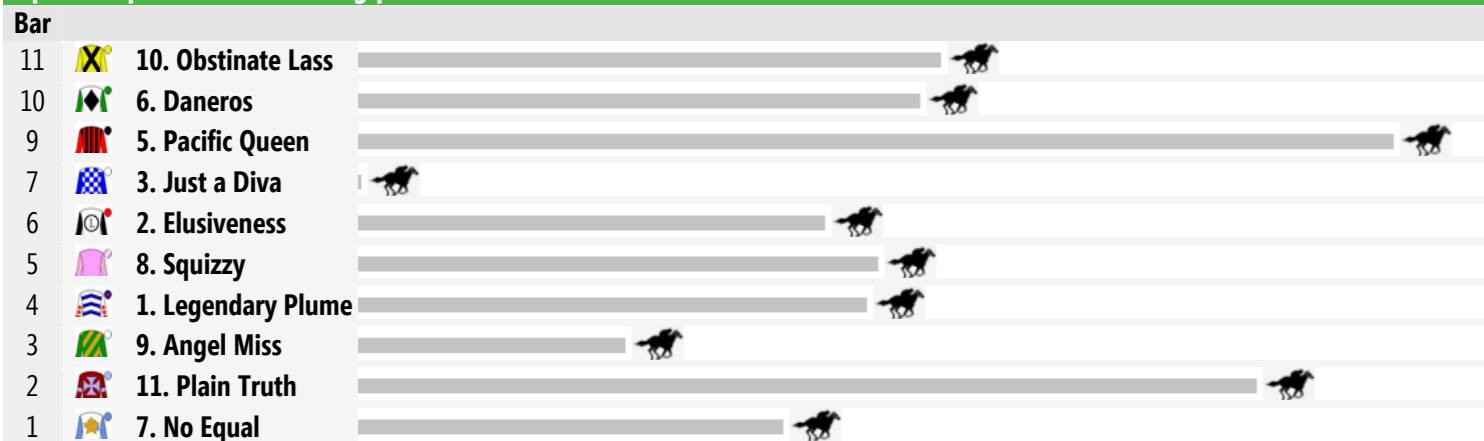 Bar
11 10. Obstinate Lass
10 6. Daneros
9 5. Pacific Queen
7 3. Just a Diva
6 2. Elusiveness
5 8. Squizzy
4 1. Legendary Plume
3 9. Angel Miss
2 11. Plain Truth
1 7. No Equal